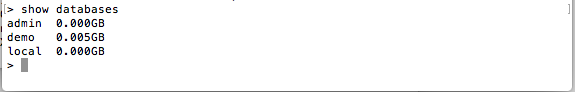 > show databases
admin 0.000GB
demo 0.005GB
local 0.000GB
>